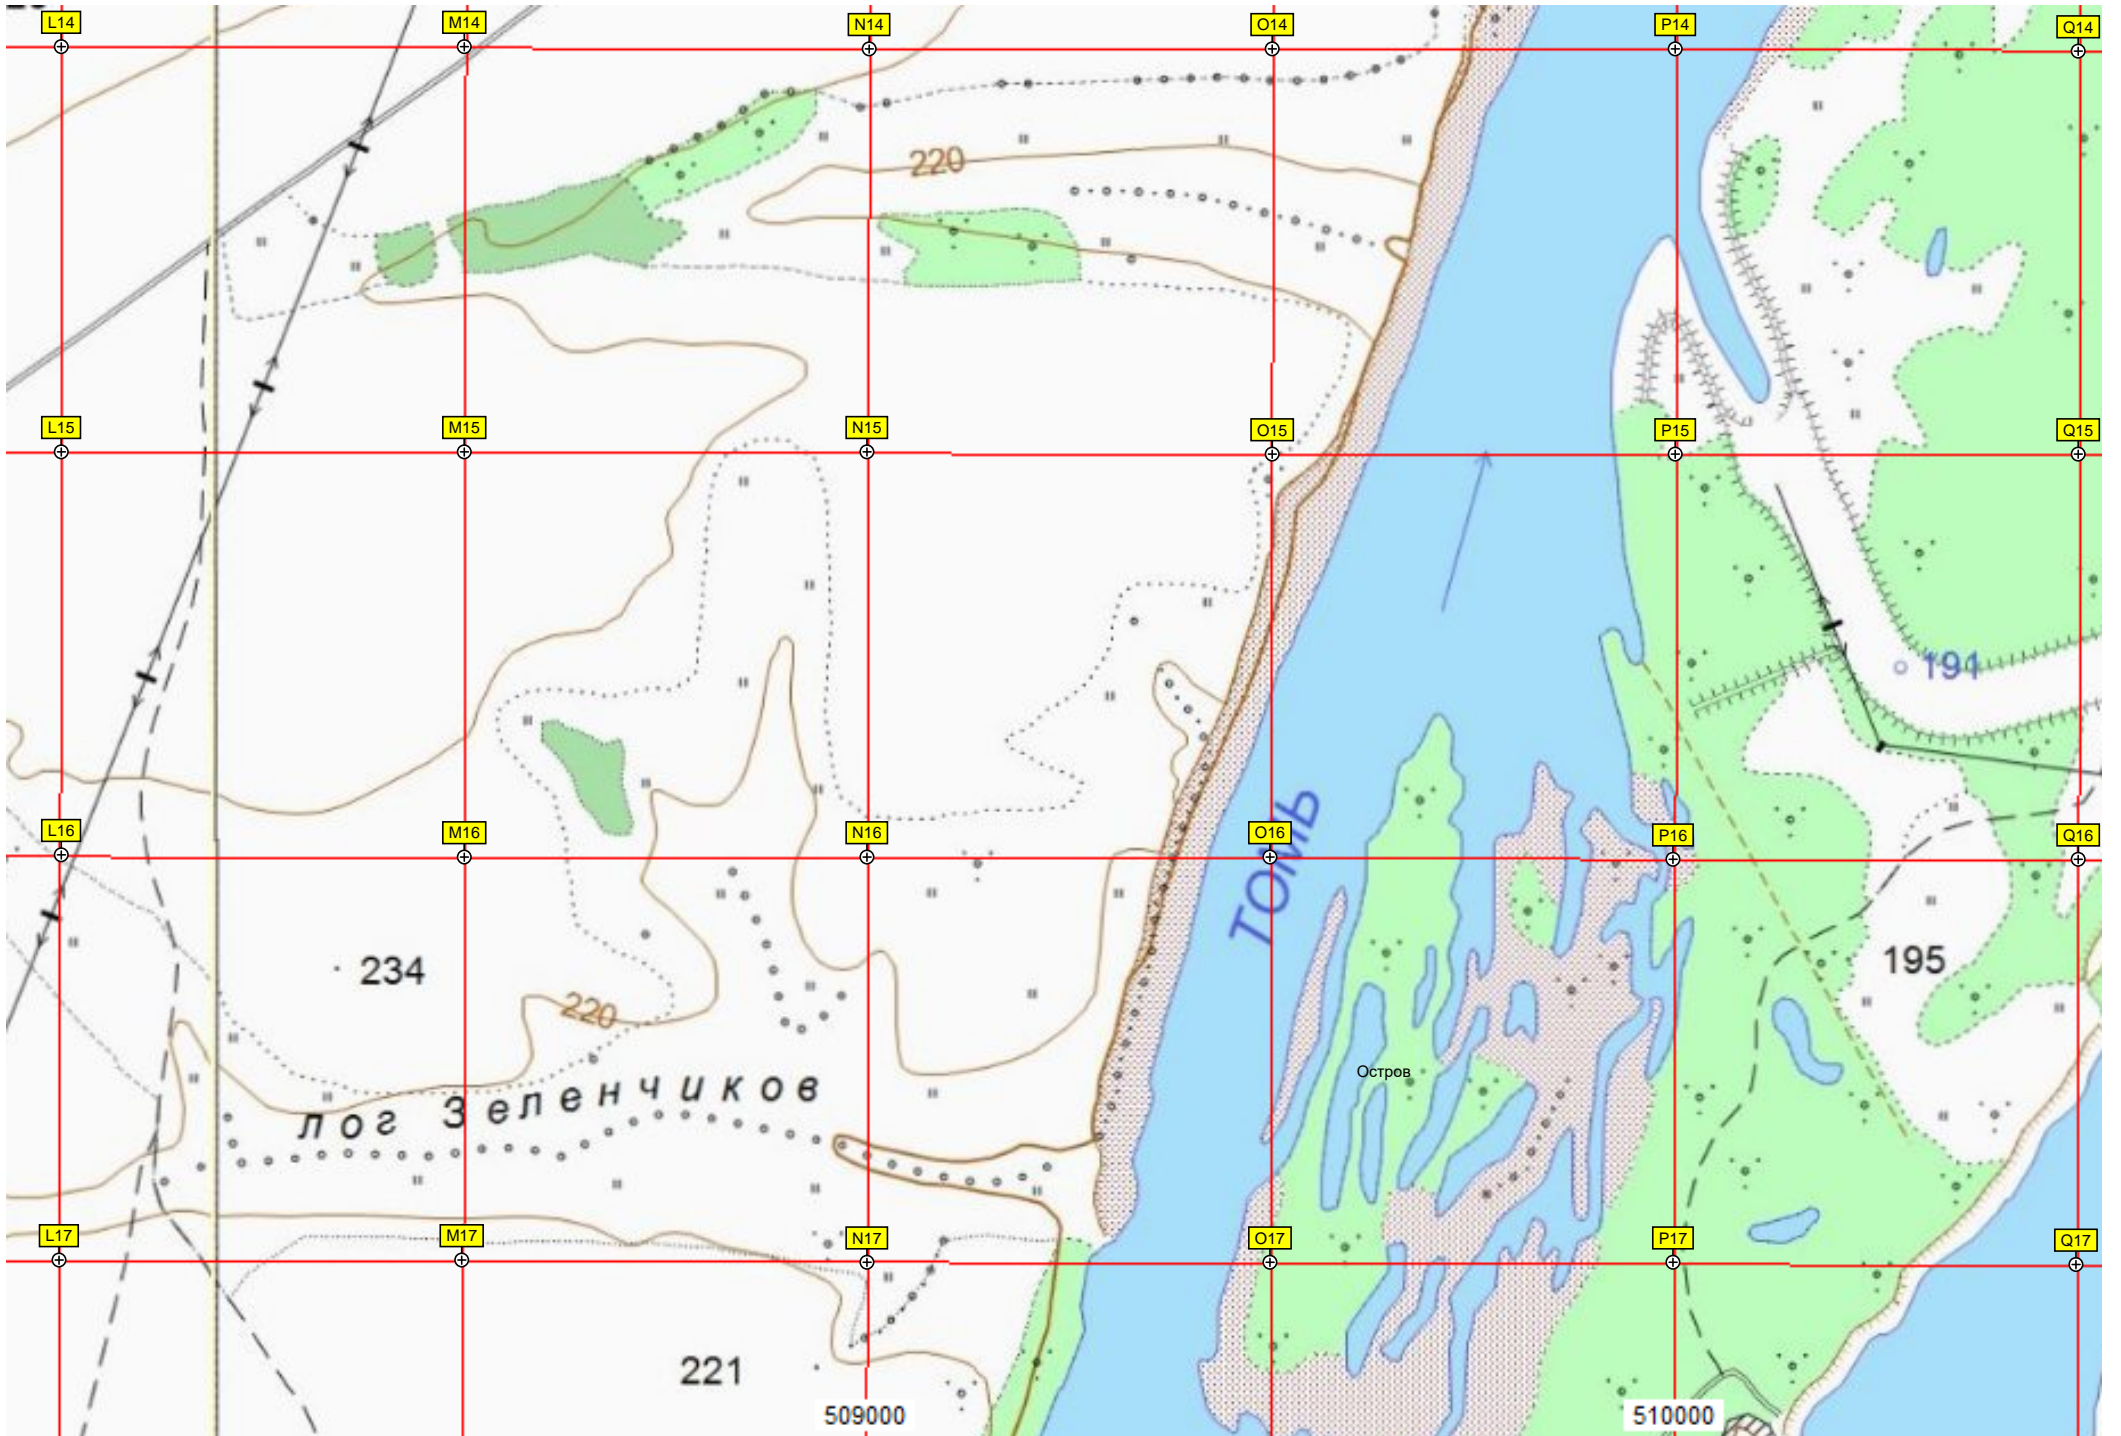 L14 M14 N14 O14 P14 Q14
220
L15 M15 N15 O15 P15 Q15
191
L16 M16 N16 O16 P16 Q16
ТОМЬ
234
195
220
Остров
лог Зеленчиков
L17 M17 N17 O17 P17 Q17
221
509000 510000